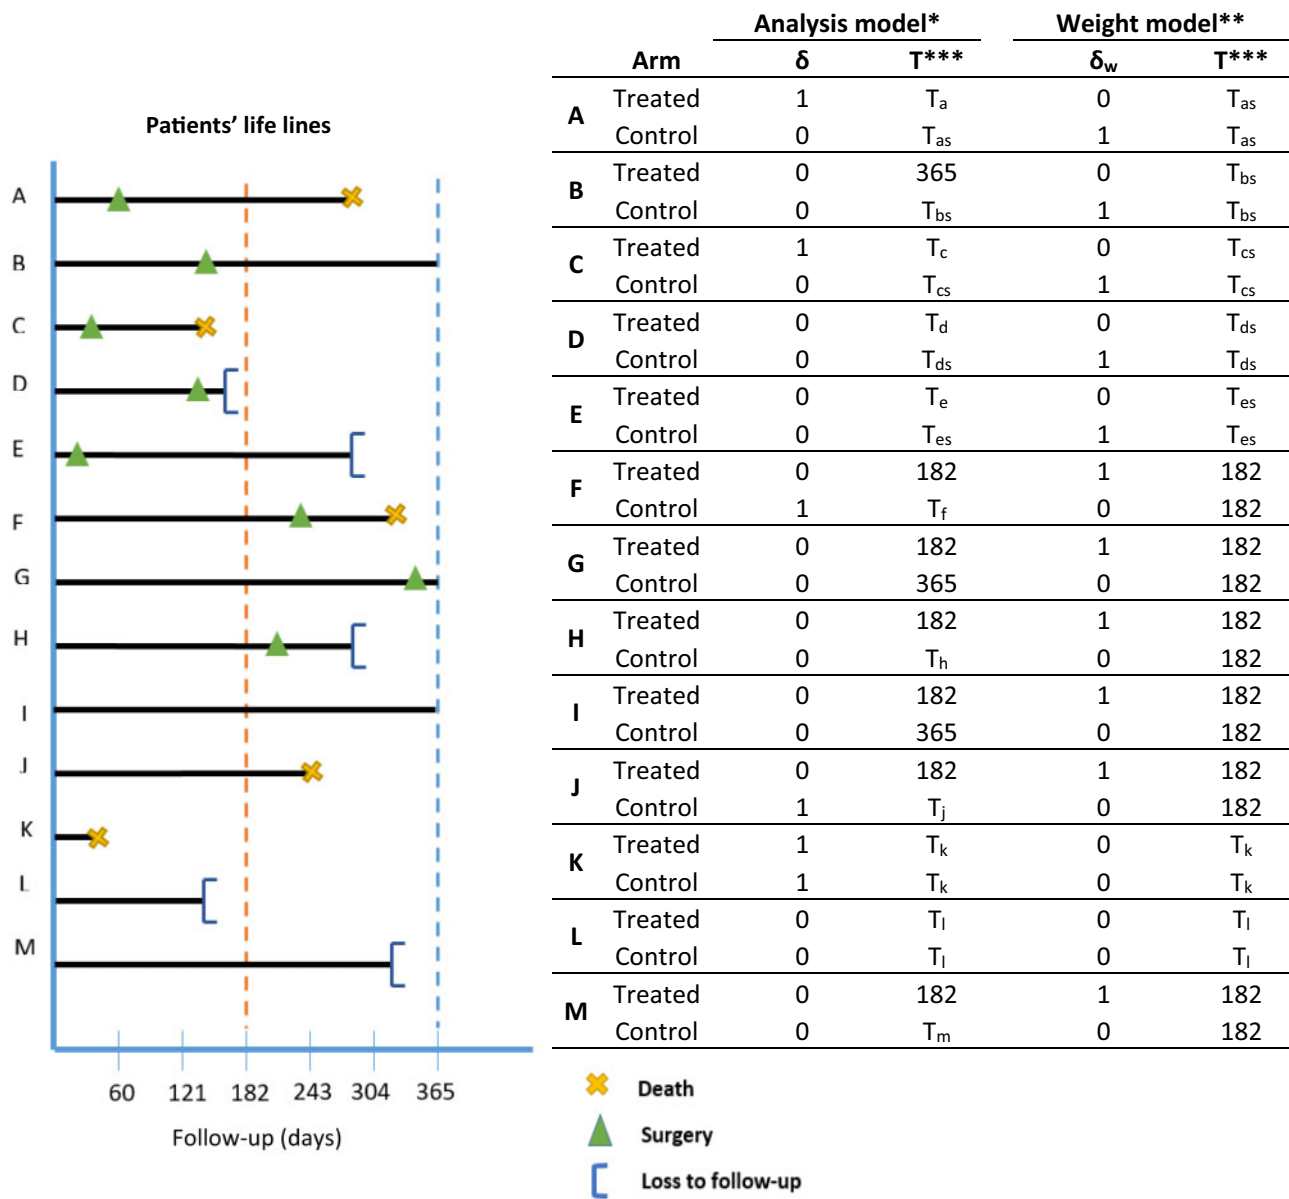 Patients' life lines
A
B
C
D
E
F
G
H
I
J
K
L
M
60 121 182 243 304 365
Follow-up (days)
Analysis model* Weight model**
Arm δ T*** δw T***
A Treated 1 Ta 0 Tas
Control 0 Tas 1 Tas
B Treated 0 365 0 Tbs
Control 0 Tbs 1 Tbs
C Treated 1 Tc 0 Tcs
Control 0 Tcs 1 Tcs
D Treated 0 Td 0 Tds
Control 0 Tds 1 Tds
E Treated 0 Te 0 Tes
Control 0 Tes 1 Tes
F Treated 0 182 1 182
Control 1 Tf 0 182
G Treated 0 182 1 182
Control 0 365 0 182
H Treated 0 182 1 182
Control 0 Th 0 182
I Treated 0 182 1 182
Control 0 365 0 182
J Treated 0 182 1 182
Control 1 Tj 0 182
K Treated 1 Tk 0 Tk
Control 1 Tk 0 Tk
L Treated 0 Tl 0 Tl
Control 0 Tl 0 Tl
M Treated 0 182 1 182
Control 0 Tm 0 182
Death
Surgery
Loss to follow-up